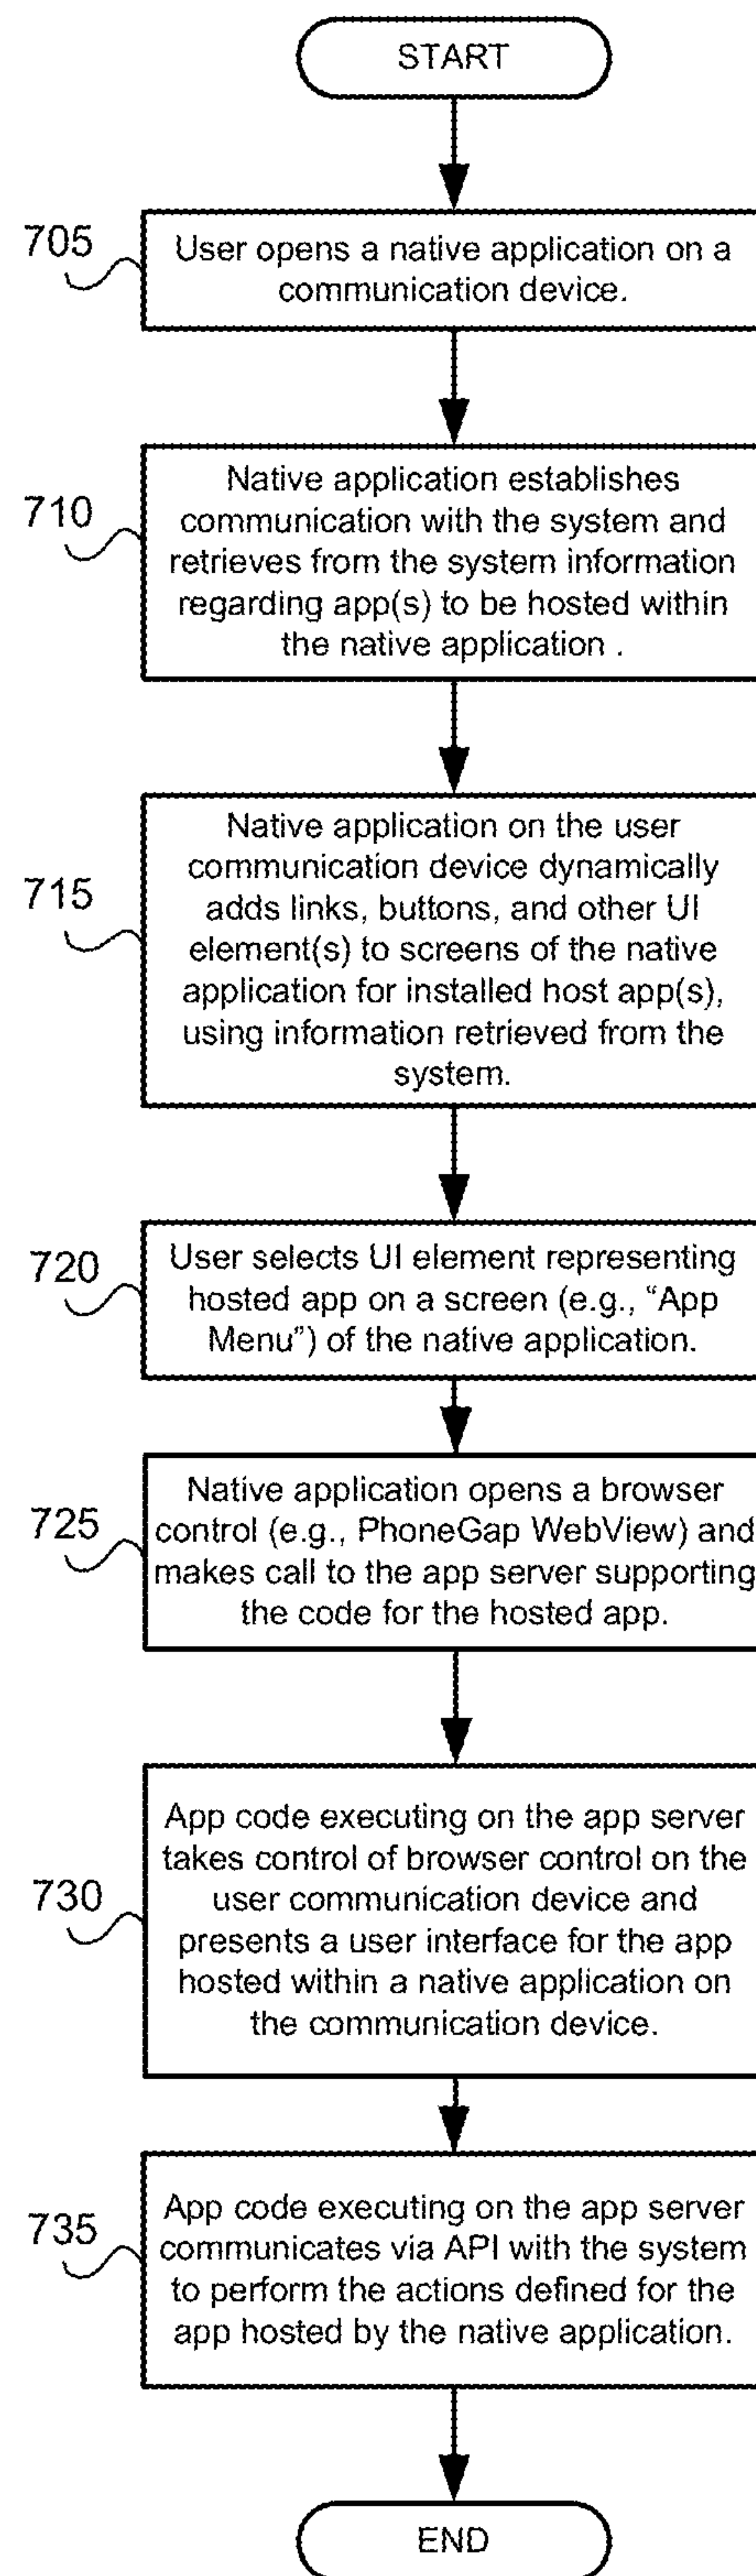 START
705
User opens a native application on a
communication device.
710
Native application establishes
communication with the system and
retrieves from the system information
regarding app(s) to be hosted within
the native application .
715
Native application on the user
communication device dynamically
adds links, buttons, and other UI
element(s) to screens of the native
application for installed host app(s),
using information retrieved from the
system.
720
User selects UI element representing
hosted app on a screen (e.g., “App
Menu”) of the native application.
725
Native application opens a browser
control (e.g., PhoneGap WebView) and
makes call to the app server supporting
the code for the hosted app.
730
App code executing on the app server
takes control of browser control on the
user communication device and
presents a user interface for the app
hosted within a native application on
the communication device.
735
App code executing on the app server
communicates via API with the system
to perform the actions defined for the
app hosted by the native application.
END